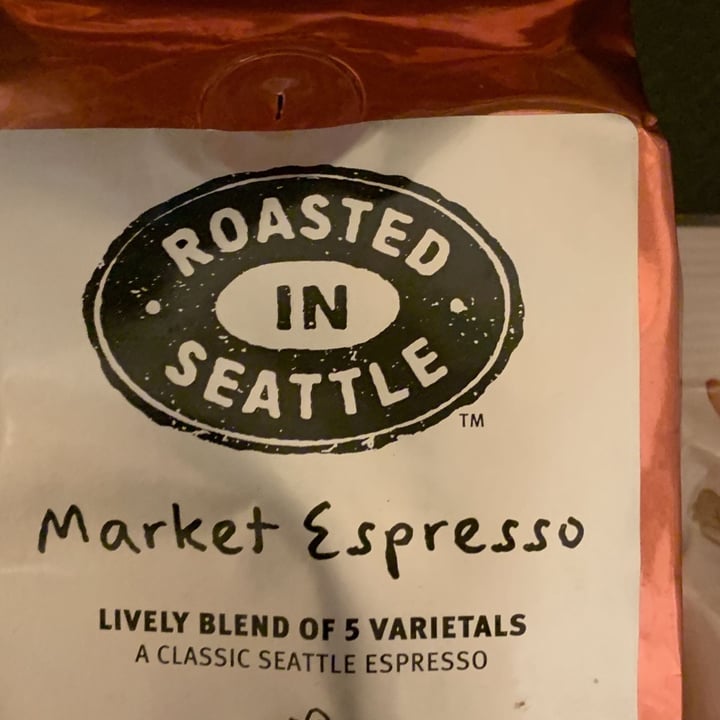 ROASTED
IN
SEATTLE
TM
Market Espresso
LIVELY BLEND OF 5 VARIETALS
A CLASSIC SEATTLE ESPRESSO